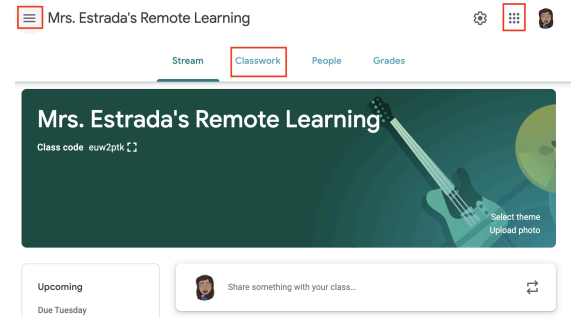 Mrs. Estrada's Remote Learning
Stream Classwork People Grades
Mrs. Estrada's Remote Learning
Class code euw2ptk
Select theme
Upload photo
Upcoming
Share something with your class...
Due Tuesday